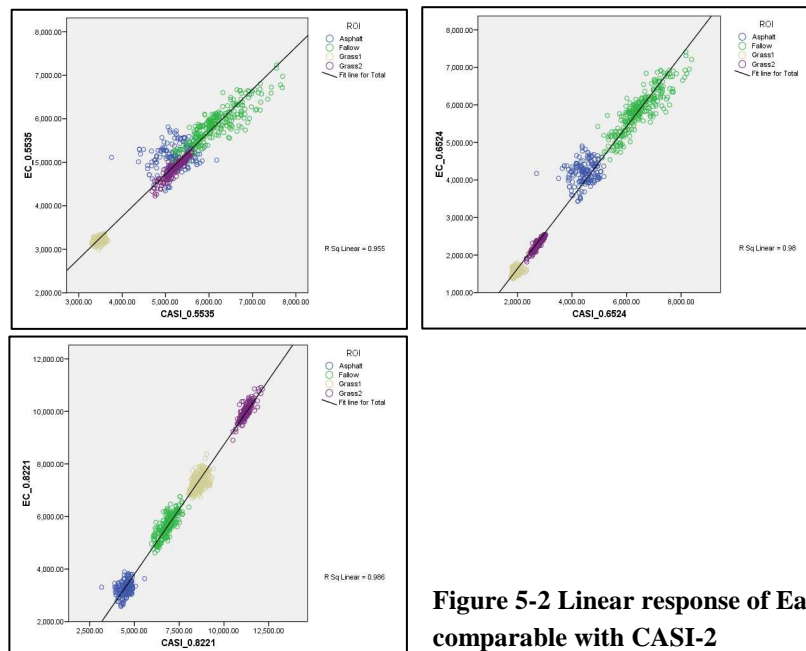 8,000.00
7,000.00
6,000.00
5,000.00
4,000.00
3,000.00
2,000.00
EC_0.5535
3,000.00 4,000.00 5,000.00 6,000.00 7,000.00 8,000.00
CASI_0.5535
ROI
Asphalt
Fallow
Grass1
Grass2
Fit line for Total
R Sq Linear = 0.955
8,000.00
7,000.00
6,000.00
5,000.00
4,000.00
3,000.00
2,000.00
1,000.00
EC_0.6524
2,000.00 4,000.00 6,000.00 8,000.00
CASI_0.6524
ROI
Asphalt
Fallow
Grass1
Grass2
Fit line for Total
R Sq Linear = 0.98
12,000.00
10,000.00
8,000.00
6,000.00
4,000.00
2,000.00
EC_0.8221
2,500.00 5,000.00 7,500.00 10,000.00 12,500.00
CASI_0.8221
ROI
Asphalt
Fallow
Grass1
Grass2
Fit line for Total
R Sq Linear = 0.986
Figure 5-2 Linear response of Ea
comparable with CASI-2